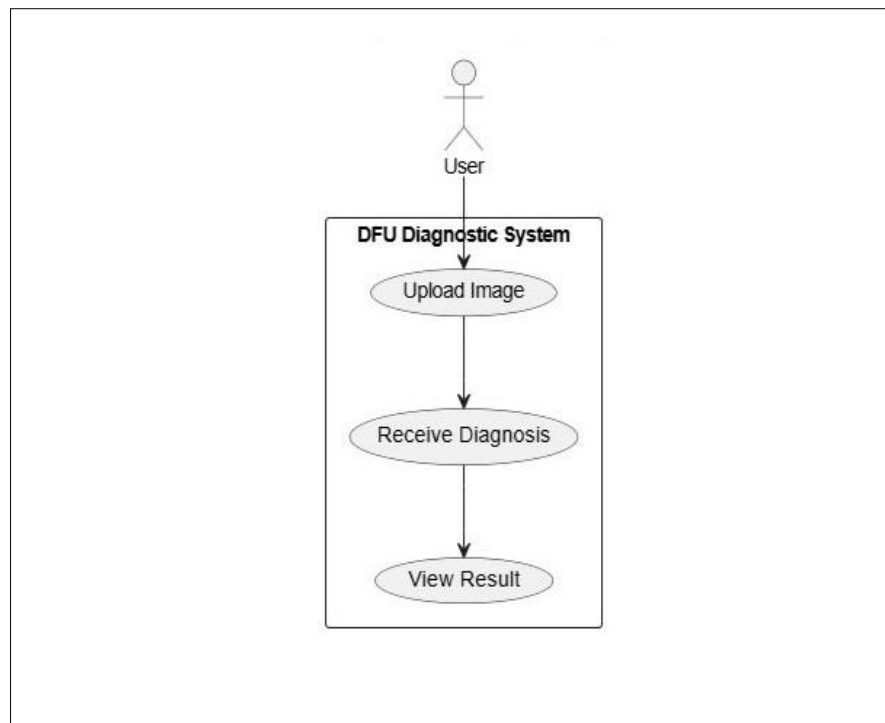 User
DFU Diagnostic System
Upload Image
Receive Diagnosis
View Result